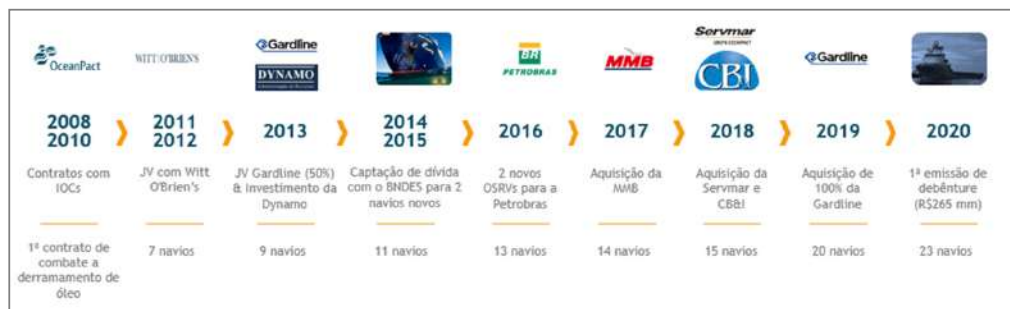 OceanPact
WITT O'BRIEN'S
Gardline
DYNAMO
BR
PETROBRAS
MMB
Servmar
CBI
Gardline
2008
2010
2011
2012
2013
2014
2015
2016
2017
2018
2019
2020
Contratos com
IOCs
JV com Witt
O'Brien's
JV Gardline (50%)
& Investimento da
Dynamo
Captação de dívida
com o BNDES para 2
navios novos
2 novos
OSRVs para a
Petrobras
Aquisição da
MMB
Aquisição da
Servmar e
CB&I
Aquisição de
100% da
Gardline
1ª emissão de
debênture
(R$265 mm)
1º contrato de
combate a
derramamento de
óleo
7 navios
9 navios
11 navios
13 navios
14 navios
15 navios
20 navios
23 navios